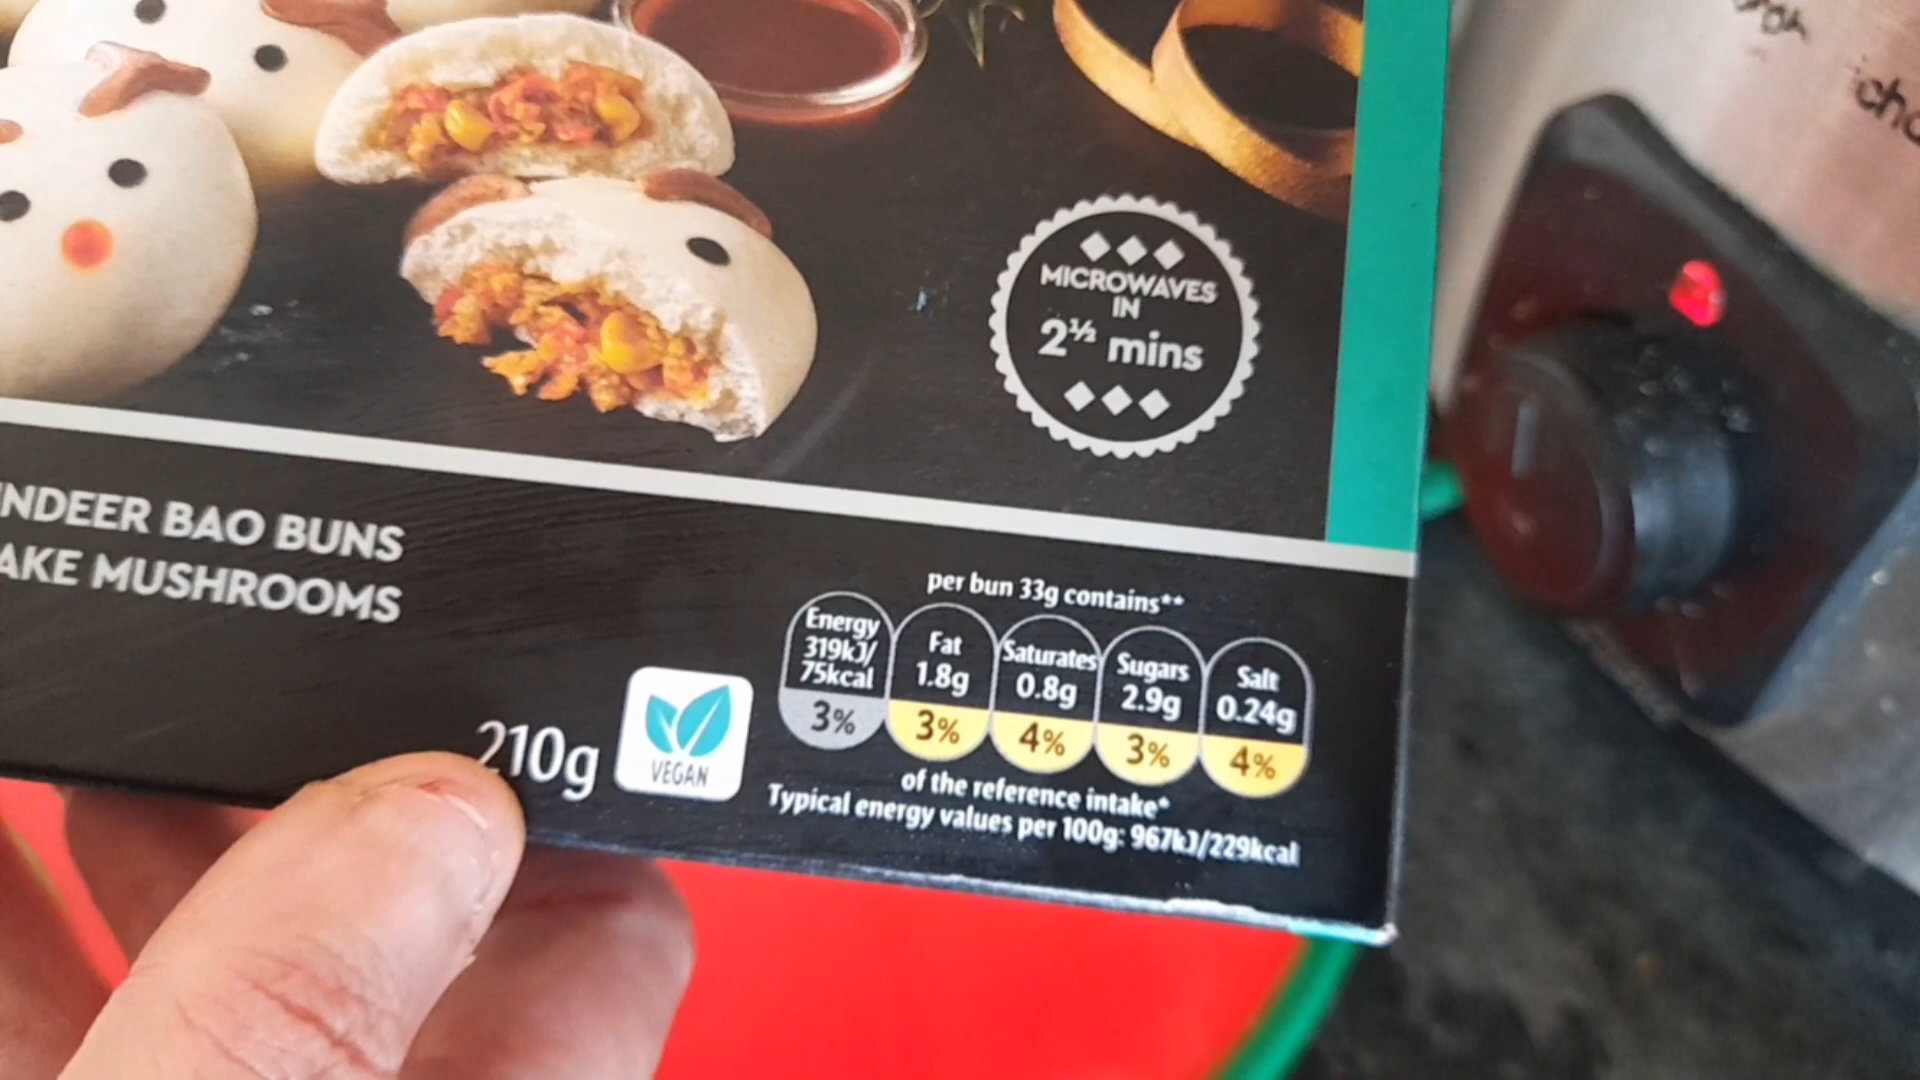 MICROWAVES
IN
2½ mins
NDEER BAO BUNS
AKE MUSHROOMS
per bun 33g contains**
Energy
319kJ/
75kcal
3%
Fat
1.8g
3%
Saturates
0.8g
4%
Sugars
2.9g
3%
Salt
0.24g
4%
of the reference intake*
Typical energy values per 100g: 967kJ/229kcal
210g
VEGAN